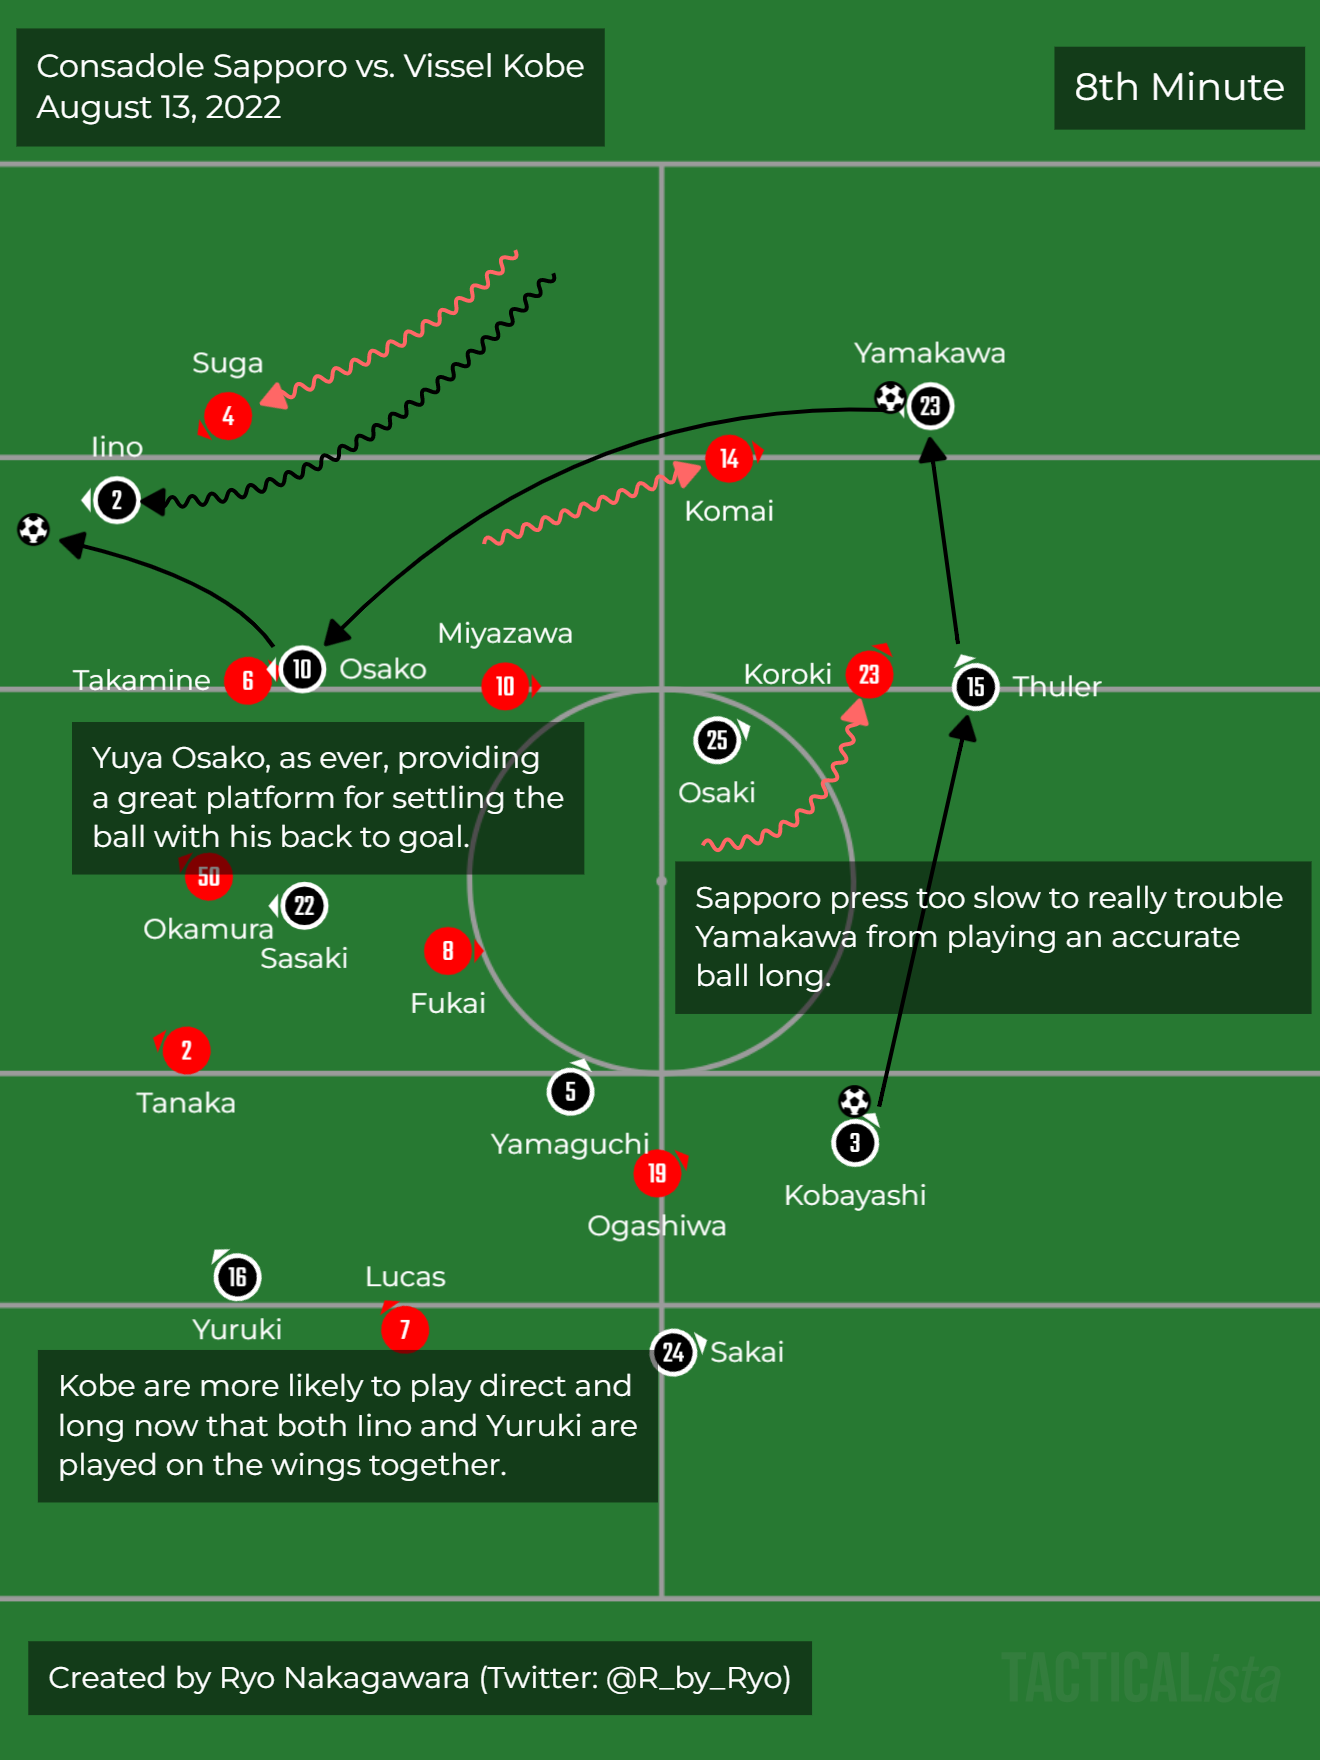 Consadole Sapporo vs. Vissel Kobe
August 13, 2022
8th Minute
Suga
4
Yamakawa
23
Iino
2
14
Komai
Miyazawa
Takamine
6
10
Osako
10
Koroki
23
15
Thuler
25
Osaki
Yuya Osako, as ever, providing
a great platform for settling the
ball with his back to goal.
50
Okamura
22
Sasaki
Sapporo press too slow to really trouble
Yamakawa from playing an accurate
ball long.
8
Fukai
2
Tanaka
5
Yamaguchi
3
Kobayashi
19
Ogashiwa
16
Yuruki
Lucas
7
24
Sakai
Kobe are more likely to play direct and
long now that both Iino and Yuruki are
played on the wings together.
Created by Ryo Nakagawara (Twitter: @R_by_Ryo)
TACTICALista